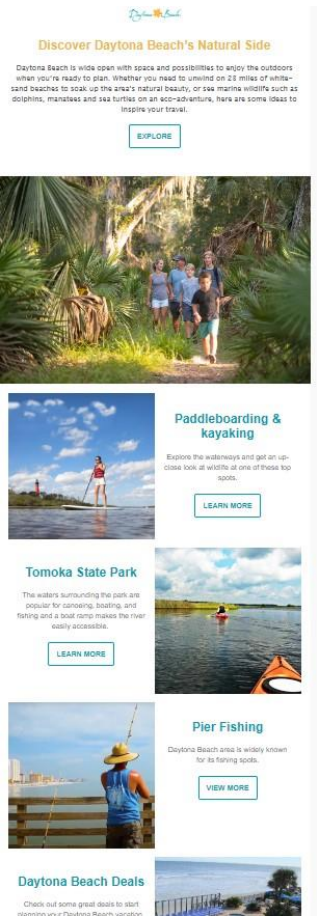 Daytona Beach
Discover Daytona Beach's Natural Side
Daytona Beach is wide open with space and possibilities to enjoy the outdoors
when you're ready to plan. Whether you need to unwind on 23 miles of white-
sand beaches to soak up the area's natural beauty, or see marine wildlife such as
dolphins, manatees and sea turtles on an eco-adventure, here are some ideas to
inspire your travel.
EXPLORE
Paddleboarding &
kayaking
Explore the waterways and get an up-
close look at wildlife at one of these top
spots.
LEARN MORE
Tomoka State Park
The waters surrounding the park are
popular for canoeing, boating, and
fishing and a boat ramp makes the river
easily accessible.
LEARN MORE
Pier Fishing
Daytona Beach area is widely known
for its fishing spots.
VIEW MORE
Daytona Beach Deals
Check out some great deals to start
planning your Daytona Beach vacation